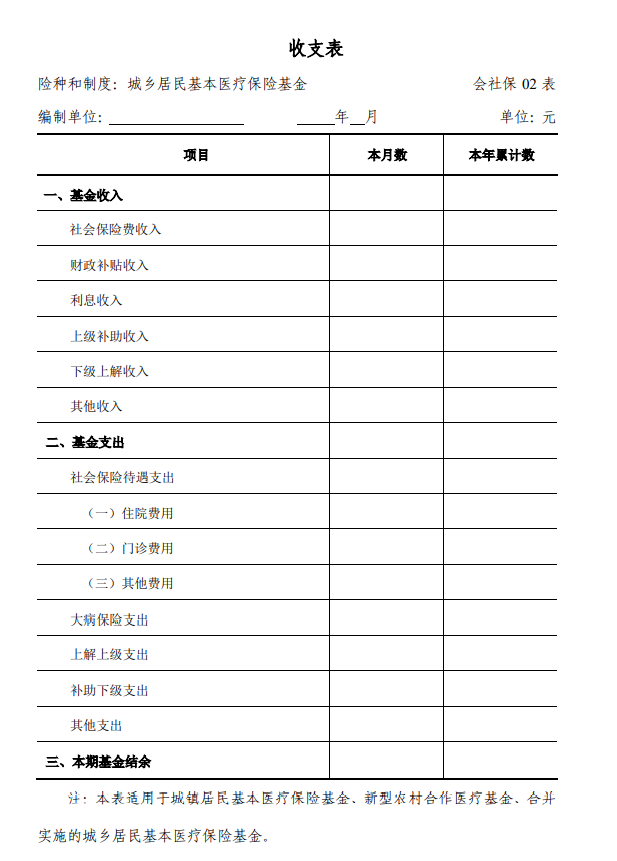 收支表
险种和制度：城乡居民基本医疗保险基金 会社保 02 表
编制单位： 年 月 单位：元
项目 本月数 本年累计数
一、基金收入
社会保险费收入
财政补贴收入
利息收入
上级补助收入
下级上解收入
其他收入
二、基金支出
社会保险待遇支出
（一）住院费用
（二）门诊费用
（三）其他费用
大病保险支出
上解上级支出
补助下级支出
其他支出
三、本期基金结余
注：本表适用于城镇居民基本医疗保险基金、新型农村合作医疗基金、合并
实施的城乡居民基本医疗保险基金。